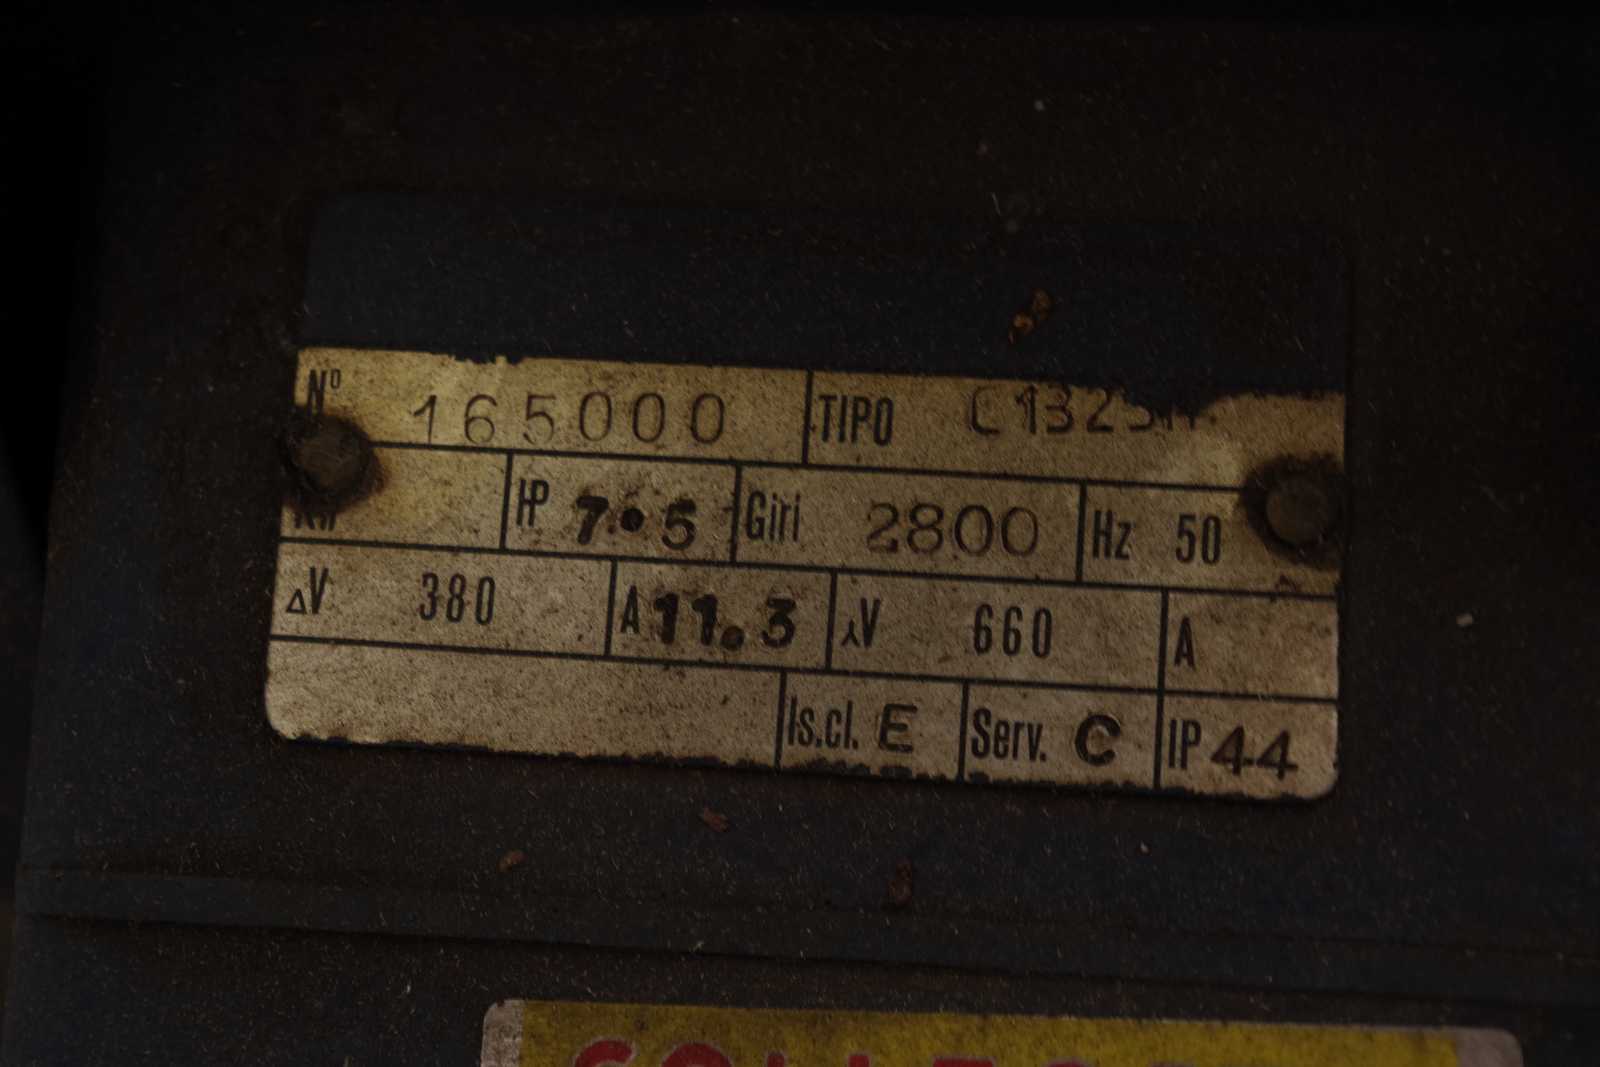 Nº 165000 TIPO
HP 7.5 Giri 2800 Hz 50
ΔV 380 A 11.3 ⅄V 660 A
Is.cl. E Serv. C IP 44